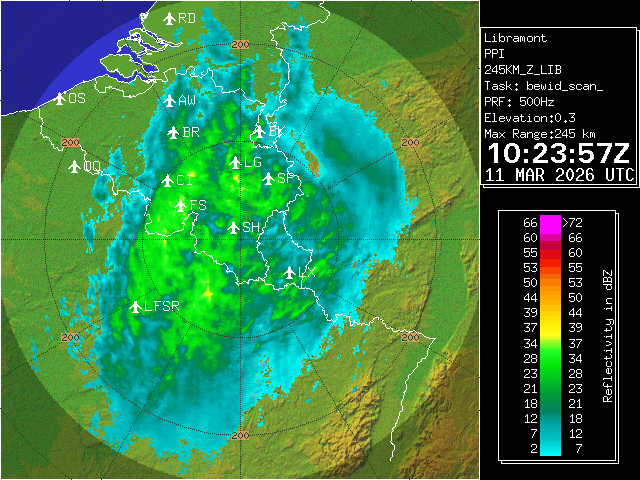 RD
200
OS
AW
BR
EK
200
200
OO
LG
CI
SP
FS
SH
LX
LFSR
200
200
200
Libramont
PPI
245KM_Z_LIB
Task: bewid_scan_
PRF: 500Hz
Elevation:0.3
Max Range:245 km
10:23:57Z
11 MAR 2026 UTC
66 >72
60 66
55 60
53 55
50 53
44 50
39 44
37 39
34 37
28 34
23 28
21 23
18 21
12 18
7 12
2 7
Reflectivity in dBZ